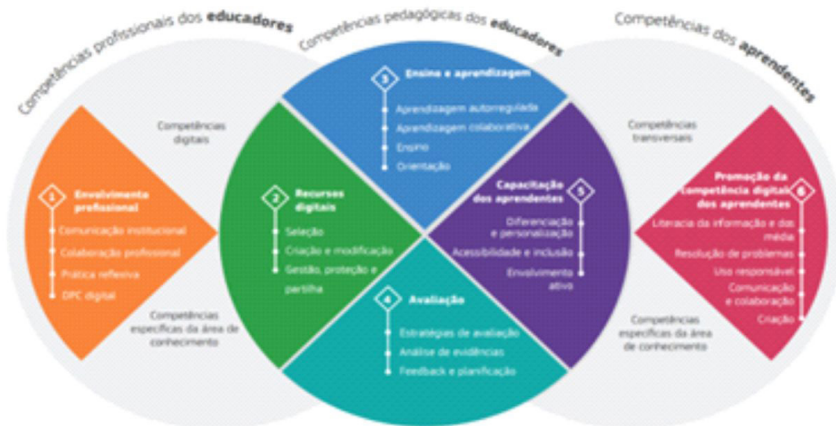 Competências profissionais dos educadores
Competências pedagógicas dos educadores
Competências dos aprendentes
Competências
digitais
1
Envolvimento
profissional
Comunicação institucional
Colaboração profissional
Prática reflexiva
DPC digital
Competências
específicas da área de
conhecimento
2
Recursos
digitais
Seleção
Criação e modificação
Gestão, proteção e
partilha
3
Ensino e aprendizagem
Aprendizagem autorregulada
Aprendizagem colaborativa
Ensino
Orientação
4
Avaliação
Estratégias de avaliação
Análise de evidências
Feedback e planificação
5
Capacitação
dos aprendentes
Diferenciação
e personalização
Acessibilidade e inclusão
Envolvimento
ativo
Competências
transversais
6
Promoção da
competência digital
dos aprendentes
Literacia da informação e dos
média
Resolução de problemas
Uso responsável
Comunicação
e colaboração
Criação
Competências
específicas da área
de conhecimento